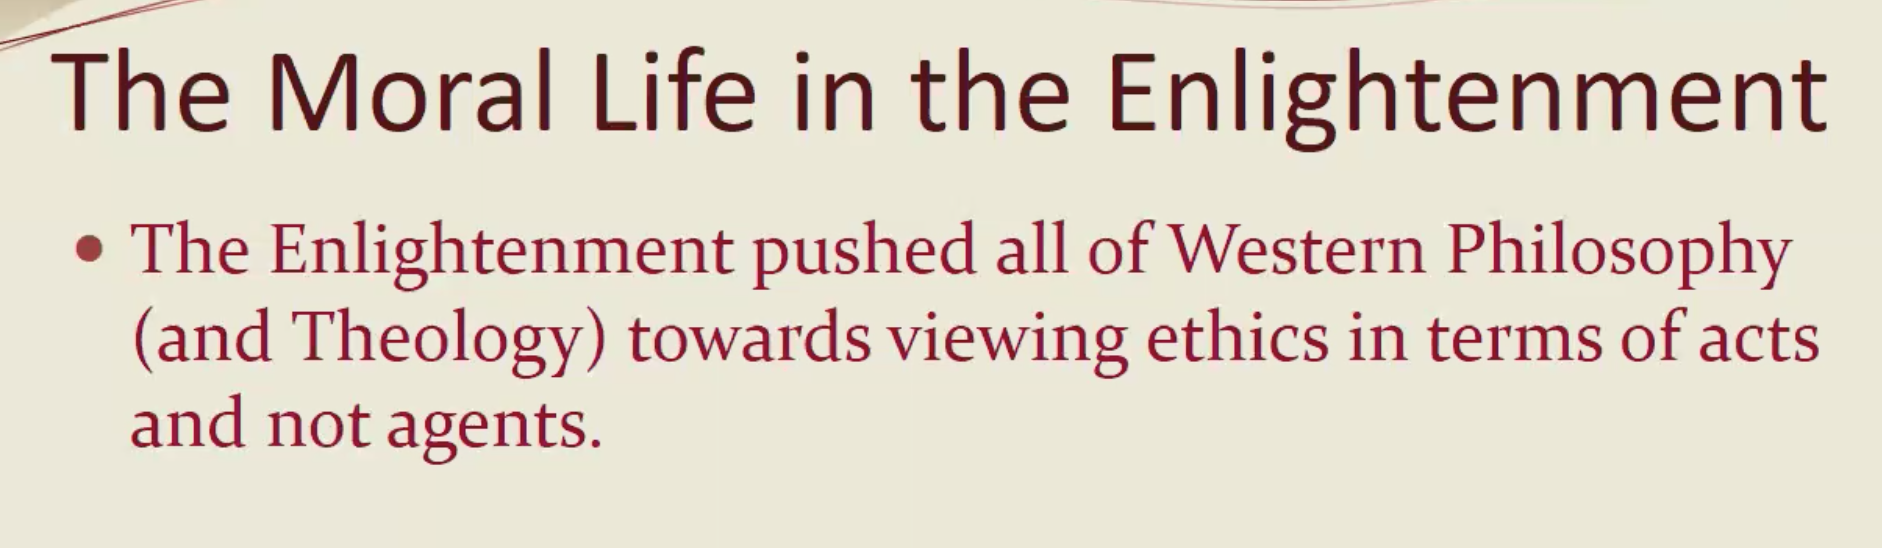 The Moral Life in the Enlightenment
• The Enlightenment pushed all of Western Philosophy
(and Theology) towards viewing ethics in terms of acts
and not agents.